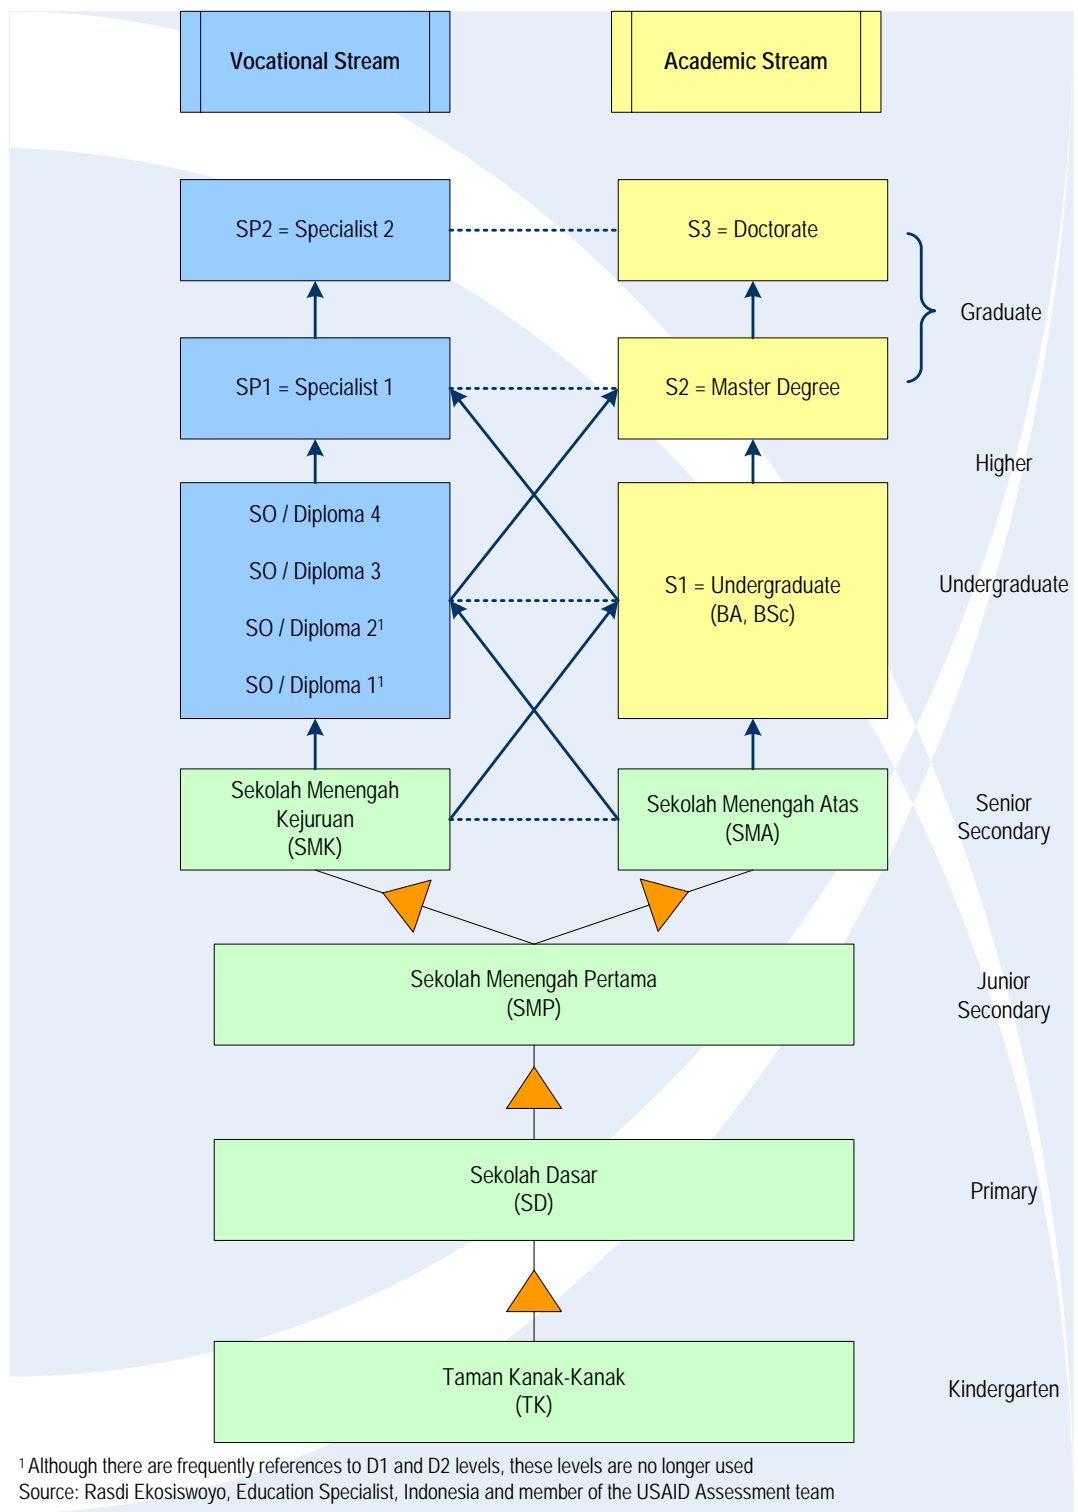 Vocational Stream
Academic Stream
SP2 = Specialist 2
S3 = Doctorate
Graduate
SP1 = Specialist 1
S2 = Master Degree
Higher
SO / Diploma 4
SO / Diploma 3
SO / Diploma 2¹
SO / Diploma 1¹
S1 = Undergraduate
(BA, BSc)
Undergraduate
Sekolah Menengah
Kejuruan
(SMK)
Sekolah Menengah Atas
(SMA)
Senior
Secondary
Sekolah Menengah Pertama
(SMP)
Junior
Secondary
Sekolah Dasar
(SD)
Primary
Taman Kanak-Kanak
(TK)
Kindergarten
¹ Although there are frequently references to D1 and D2 levels, these levels are no longer used
Source: Rasdi Ekosiswoyo, Education Specialist, Indonesia and member of the USAID Assessment team